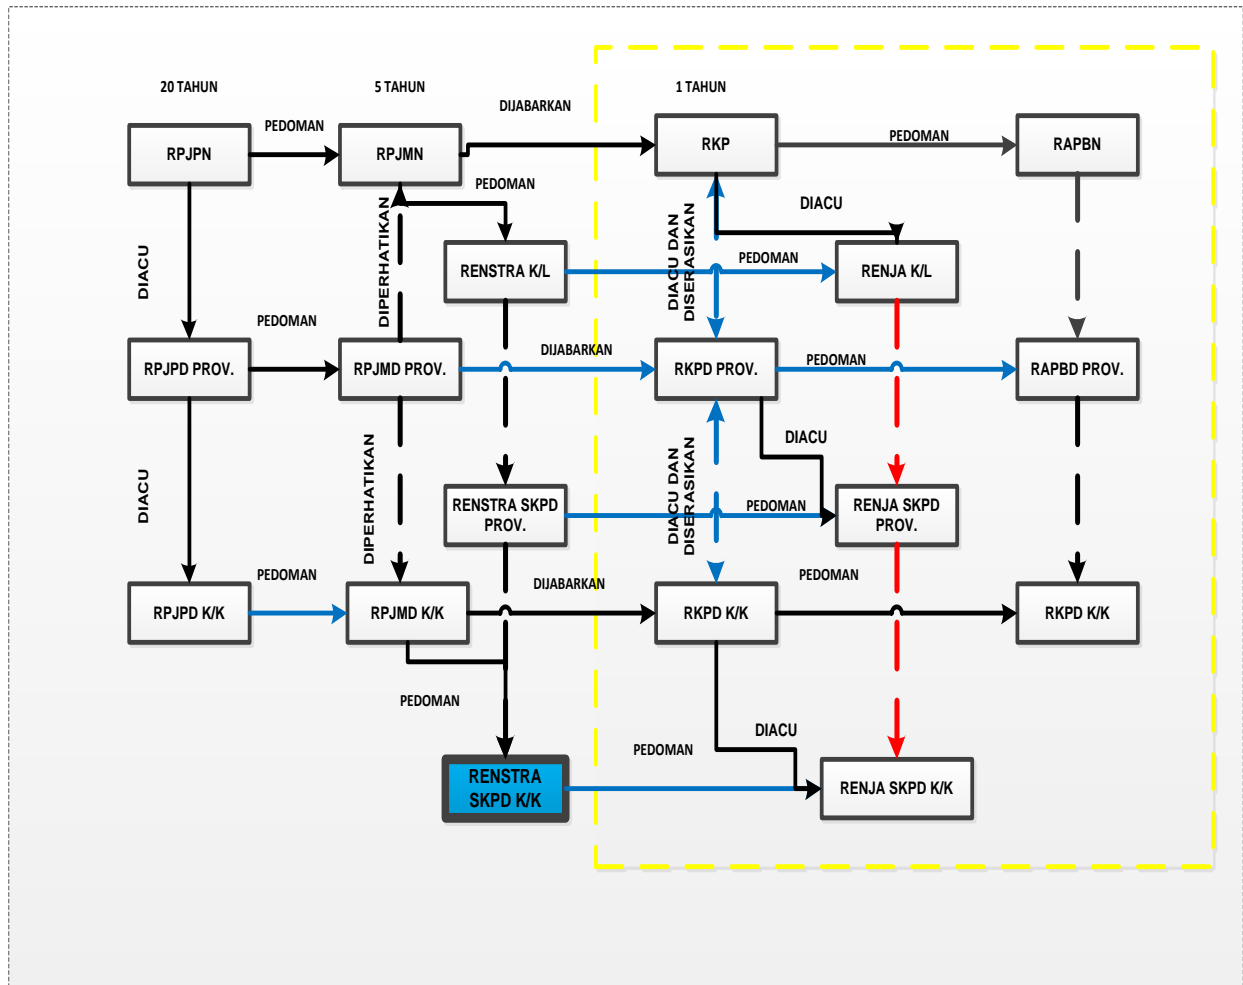 20 TAHUN
5 TAHUN
1 TAHUN
DIJABARKAN
PEDOMAN
PEDOMAN
RPJPN
RPJMN
RKP
RAPBN
PEDOMAN
DIACU
DIACU
DIPERHATIKAN
DIACU DAN
DISERASIKAN
PEDOMAN
RENSTRA K/L
RENJA K/L
PEDOMAN
DIJABARKAN
PEDOMAN
RPJPD PROV.
RPJMD PROV.
RKPD PROV.
RAPBD PROV.
DIACU
DIACU
DIPERHATIKAN
DIACU DAN
DISERASIKAN
RENSTRA SKPD
PROV.
PEDOMAN
RENJA SKPD
PROV.
PEDOMAN
DIJABARKAN
PEDOMAN
RPJPD K/K
RPJMD K/K
RKPD K/K
RKPD K/K
PEDOMAN
DIACU
PEDOMAN
RENSTRA
SKPD K/K
RENJA SKPD K/K